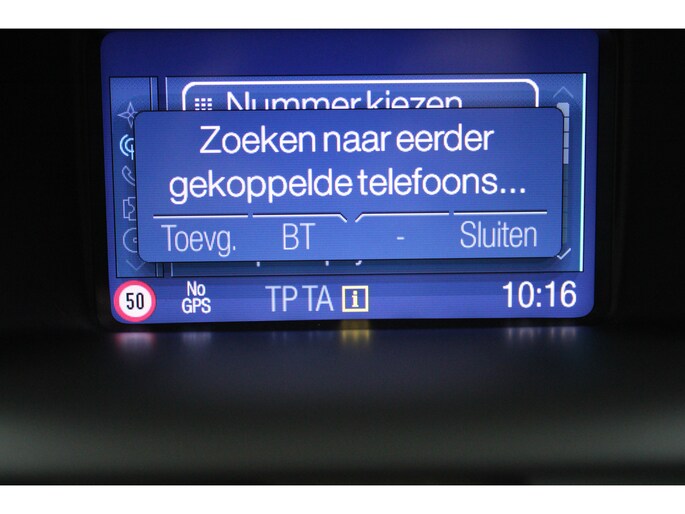 Nummer kiezen
Zoeken naar eerder
gekoppelde telefoons...
Toevg. BT - Sluiten
50 No GPS TP TA i 10:16